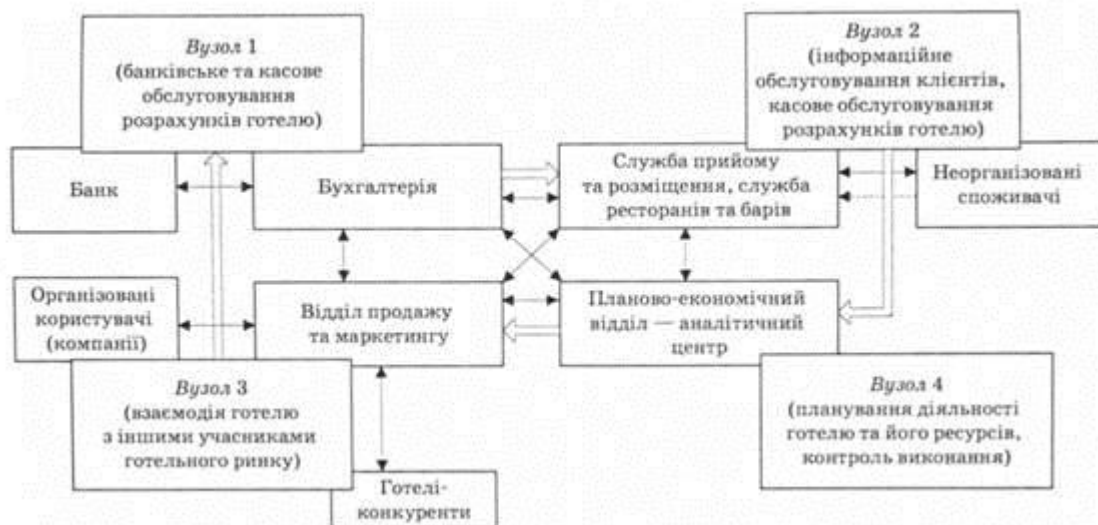 Вузол 1
(банківське та касове
обслуговування
розрахунків готелю)
Вузол 2
(інформаційне
обслуговування клієнтів,
касове обслуговування
розрахунків готелю)
Банк
Бухгалтерія
Служба прийому
та розміщення, служба
ресторанів та барів
Неорганізовані
споживачі
Організовані
користувачі
(компанії)
Відділ продажу
та маркетингу
Планово-економічний
відділ — аналітичний
центр
Вузол 3
(взаємодія готелю
з іншими учасниками
готельного ринку)
Вузол 4
(планування діяльності
готелю та його ресурсів,
контроль виконання)
Готелі-
конкуренти